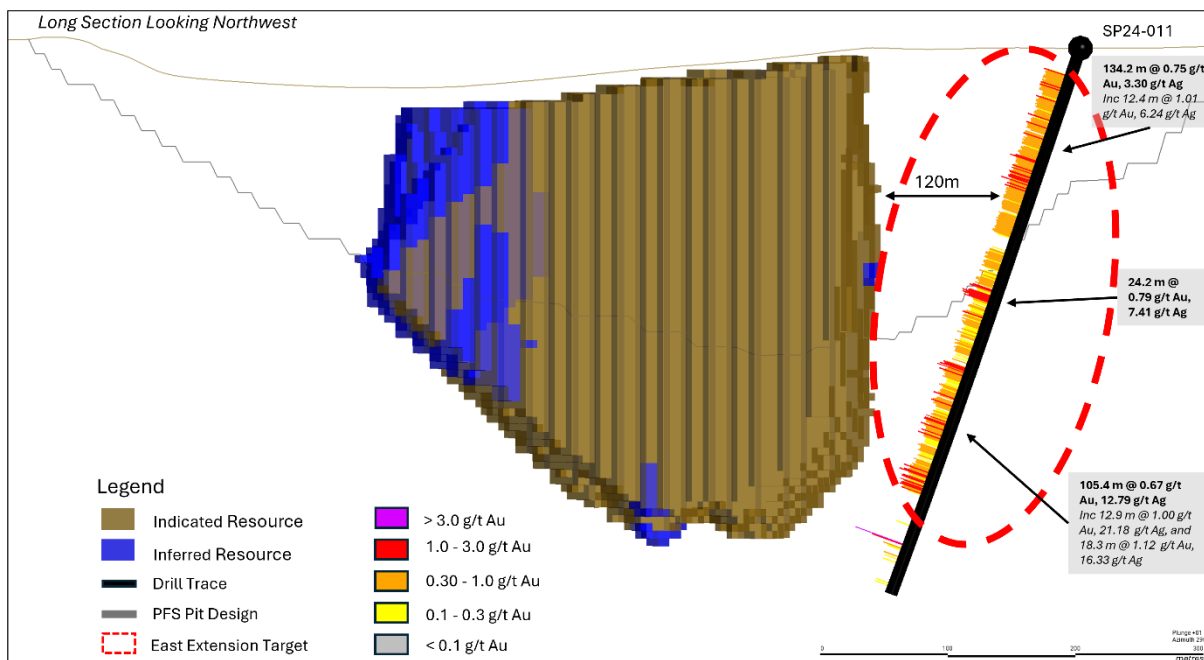 Long Section Looking Northwest
SP24-011
134.2 m @ 0.75 g/t
Au, 3.30 g/t Ag
Inc 12.4 m @ 1.01
g/t Au, 6.24 g/t Ag
120m
24.2 m @
0.79 g/t Au,
7.41 g/t Ag
105.4 m @ 0.67 g/t
Au, 12.79 g/t Ag
Inc 12.9 m @ 1.00 g/t
Au, 21.18 g/t Ag, and
18.3 m @ 1.12 g/t Au,
16.33 g/t Ag
Legend
Indicated Resource
Inferred Resource
Drill Trace
PFS Pit Design
East Extension Target
> 3.0 g/t Au
1.0 - 3.0 g/t Au
0.30 - 1.0 g/t Au
0.1 - 0.3 g/t Au
< 0.1 g/t Au
Plunge +01
Azimuth
0
100
200
300
metres